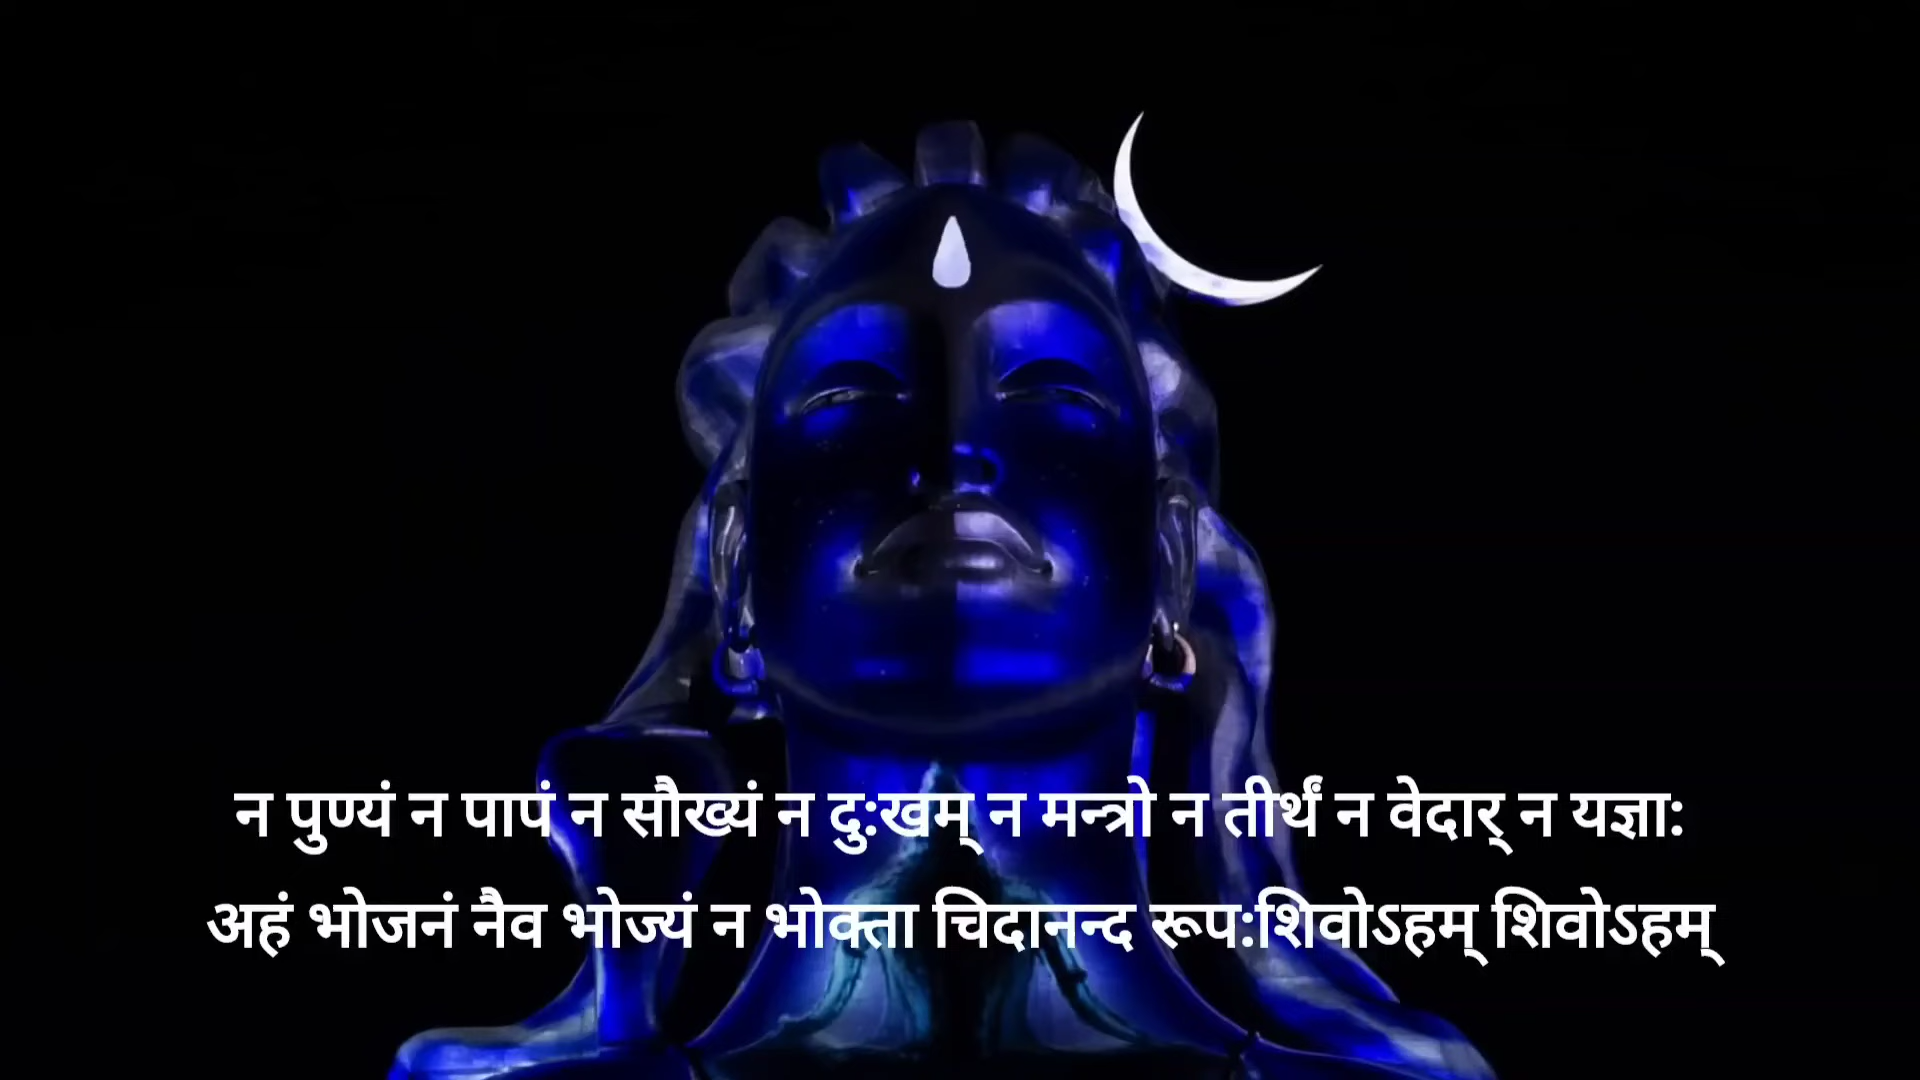 न पुण्यं न पापं न सौख्यं न दुःखम् न मन्त्रो न तीर्थं न वेदार् न यज्ञाः
अहं भोजनं नैव भोज्यं न भोक्ता चिदानन्द रूपःशिवोऽहम् शिवोऽहम्